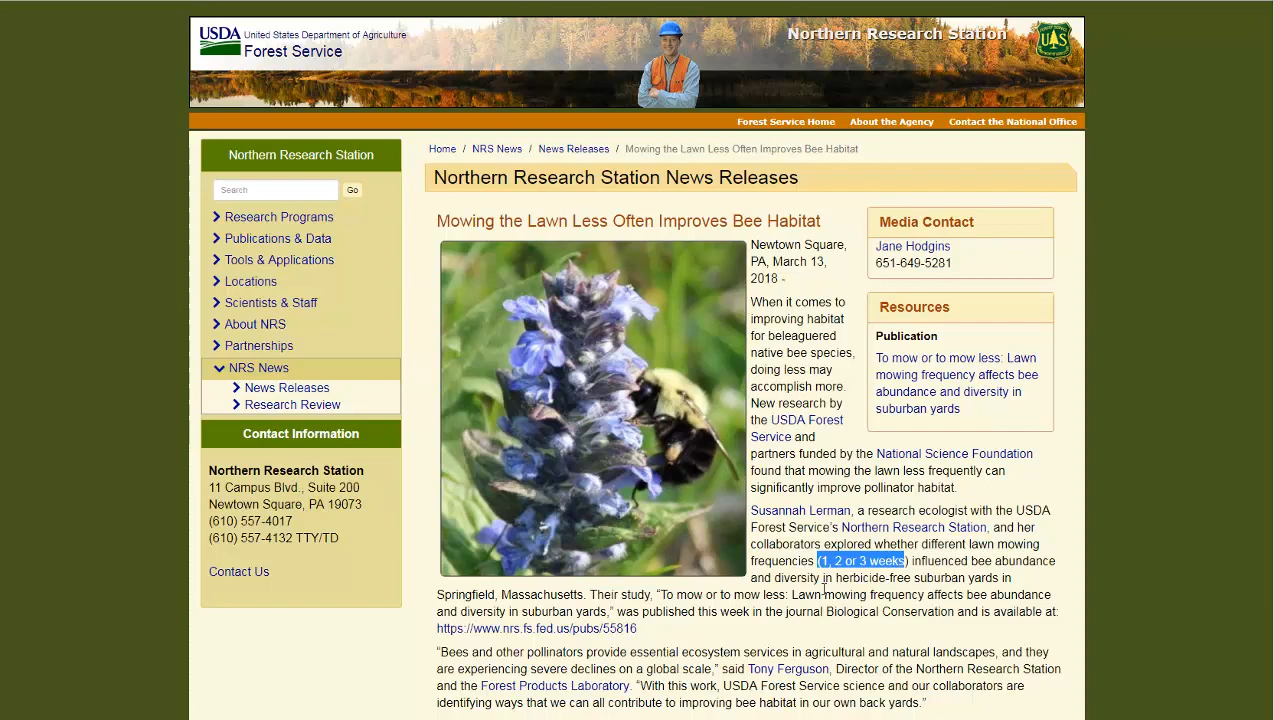 USDA
United States Department of Agriculture
Forest Service
Northern Research Station
UAS
Forest Service Home
About the Agency
Contact the National Office
Northern Research Station
Search
Go
Research Programs
Publications & Data
Tools & Applications
Locations
Scientists & Staff
About NRS
Partnerships
NRS News
News Releases
Research Review
Contact Information
Northern Research Station
11 Campus Blvd., Suite 200
Newtown Square, PA 19073
(610) 557-4017
(610) 557-4132 TTY/TD
Contact Us
Home / NRS News / News Releases / Mowing the Lawn Less Often Improves Bee Habitat
Northern Research Station News Releases
Mowing the Lawn Less Often Improves Bee Habitat
Newtown Square,
PA, March 13,
2018 -
When it comes to
improving habitat
for beleaguered
native bee species,
doing less may
accomplish more.
New research by
the USDA Forest
Service and
partners funded by the National Science Foundation
found that mowing the lawn less frequently can
significantly improve pollinator habitat.
Susannah Lerman, a research ecologist with the USDA
Forest Service’s Northern Research Station, and her
collaborators explored whether different lawn mowing
frequencies (1, 2 or 3 weeks) influenced bee abundance
and diversity in herbicide-free suburban yards in
Springfield, Massachusetts. Their study, “To mow or to mow less: Lawn mowing frequency affects bee abundance
and diversity in suburban yards,” was published this week in the journal Biological Conservation and is available at:
https://www.nrs.fs.fed.us/pubs/55816
“Bees and other pollinators provide essential ecosystem services in agricultural and natural landscapes, and they
are experiencing severe declines on a global scale,” said Tony Ferguson, Director of the Northern Research Station
and the Forest Products Laboratory. “With this work, USDA Forest Service science and our collaborators are
identifying ways that we can all contribute to improving bee habitat in our own back yards.”
Media Contact
Jane Hodgins
651-649-5281
Resources
Publication
To mow or to mow less: Lawn
mowing frequency affects bee
abundance and diversity in
suburban yards